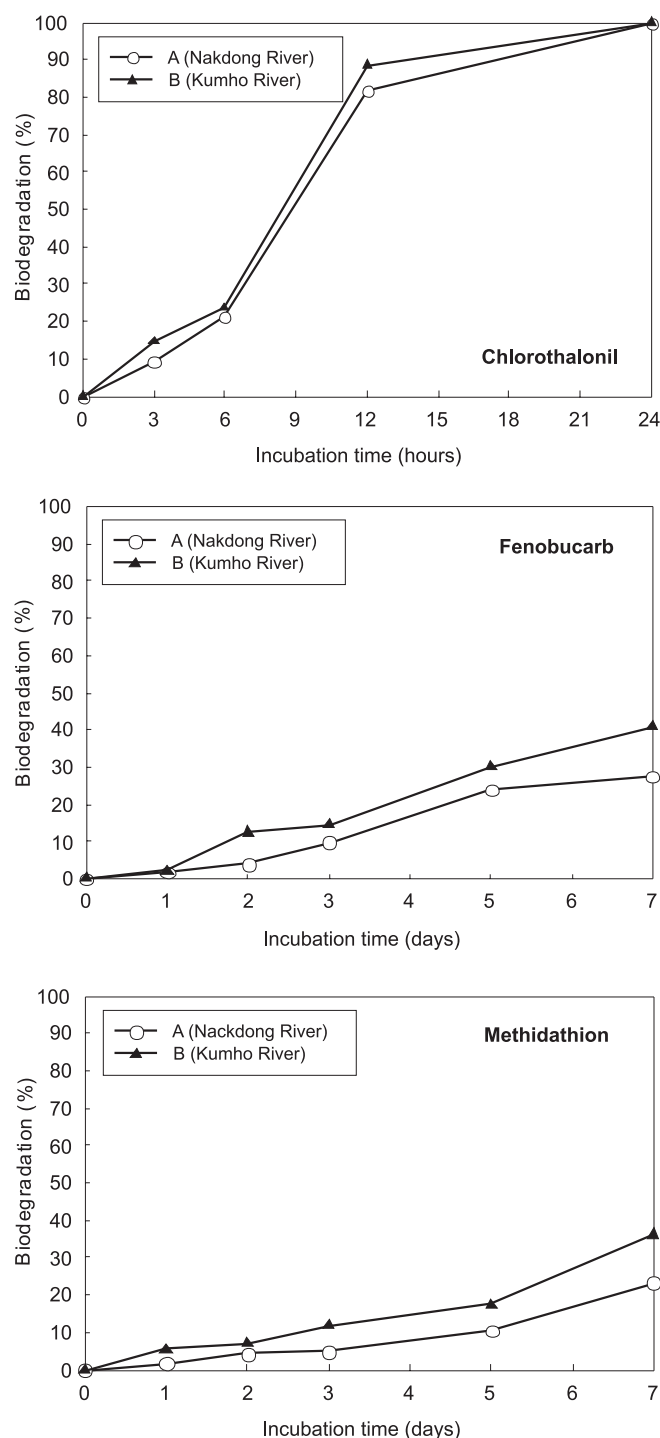 100
90
80
70
60
50
40
30
20
10
0
Biodegradation (%)
A (Nakdong River)
B (Kumho River)
Chlorothalonil
0 3 6 9 12 15 18 21 24
Incubation time (hours)
100
90
80
70
60
50
40
30
20
10
0
Biodegradation (%)
A (Nakdong River)
B (Kumho River)
Fenobucarb
0 1 2 3 4 5 6 7
Incubation time (days)
100
90
80
70
60
50
40
30
20
10
0
Biodegradation (%)
A (Nackdong River)
B (Kumho River)
Methidathion
0 1 2 3 4 5 6 7
Incubation time (days)